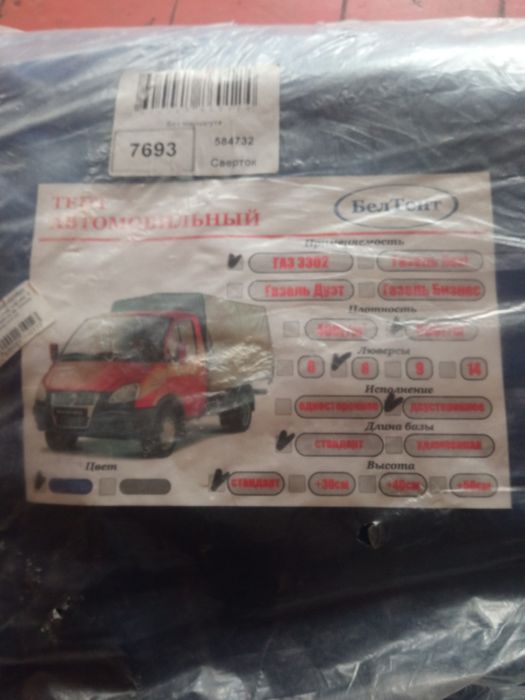 7693
584732
Сверток
ТЕНТ
АВТОМОБИЛЬНЫЙ
БелТент
Применяемость
ГАЗ 3302
Газель Дуэт
Газель Бизнес
Плотность
Люверсы
6 8 9 14
Исполнение
одностороннее двустороннее
Длина базы
стандарт удлиненная
Цвет
Высота
стандарт +30см +40см +50см